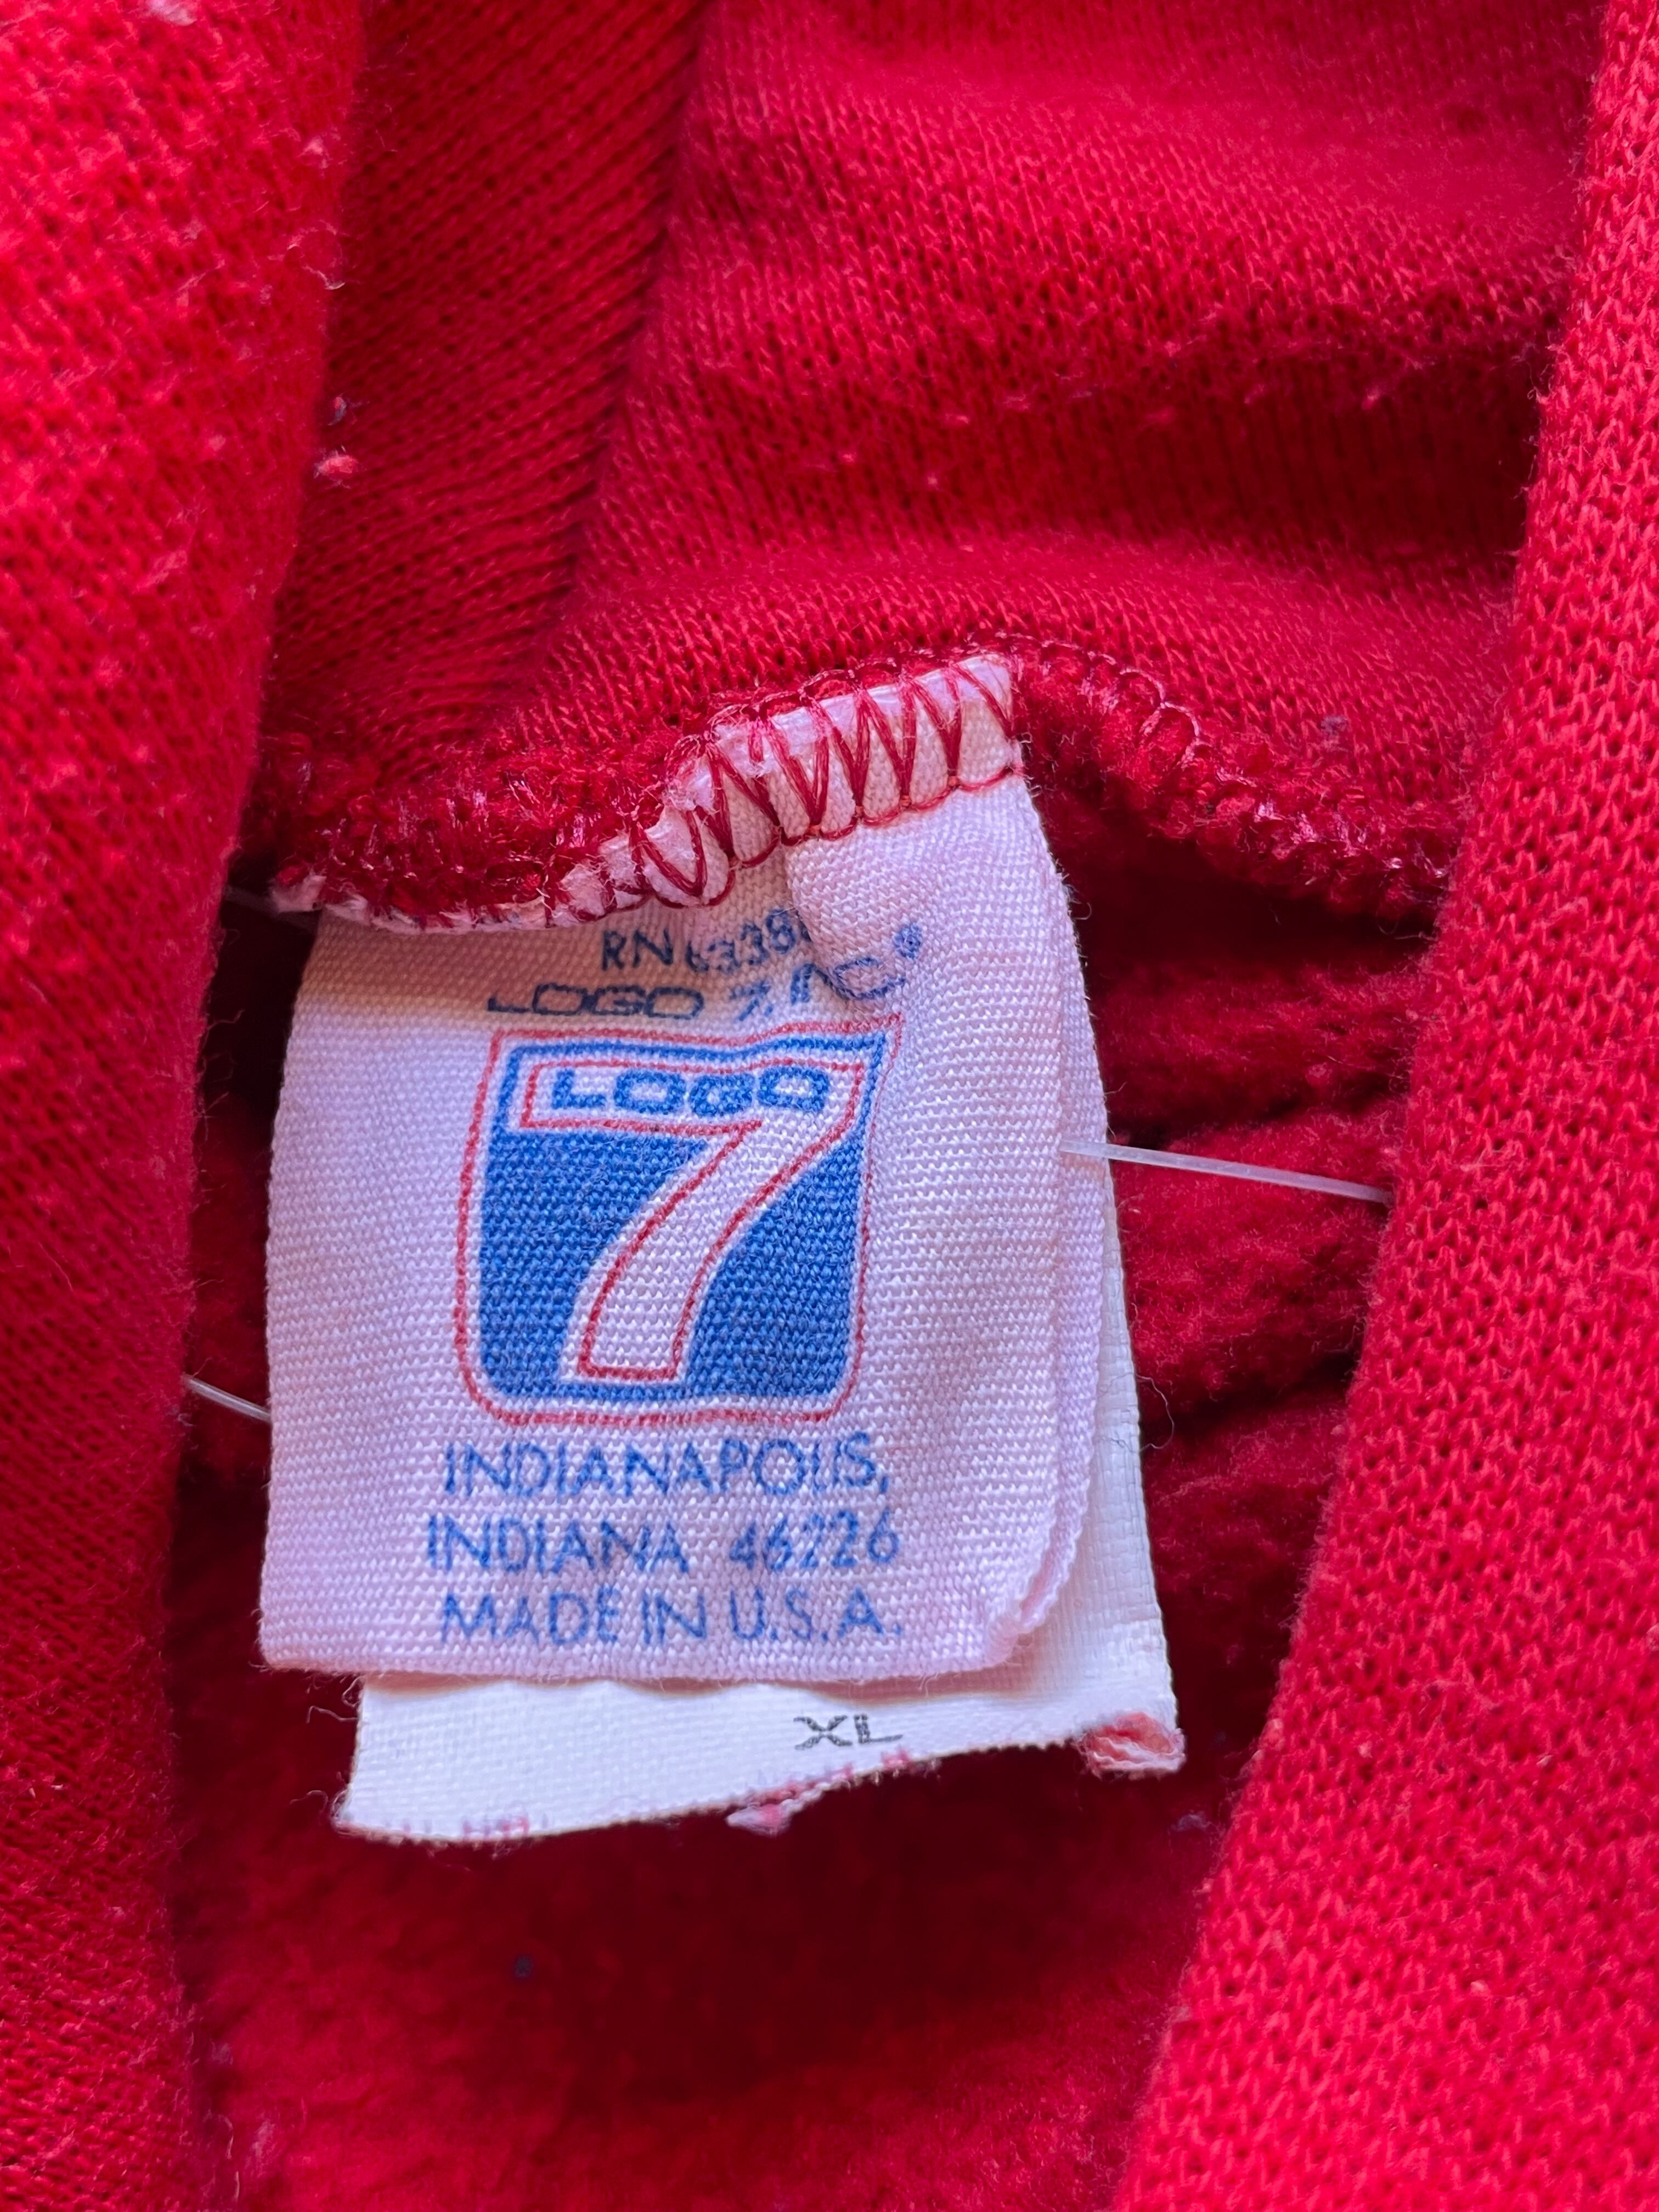 LOGO 7, INC.
LOGO
7
INDIANAPOLIS,
INDIANA 46226
MADE IN U.S.A.
XL